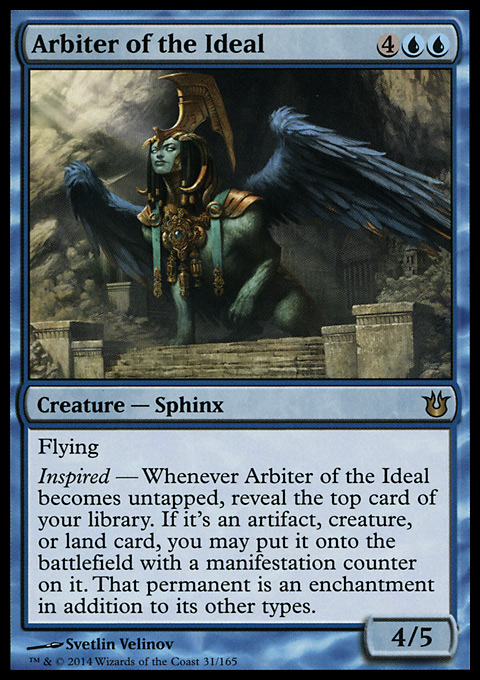 Arbiter of the Ideal 4
Creature — Sphinx
Flying
Inspired — Whenever Arbiter of the Ideal
becomes untapped, reveal the top card of
your library. If it's an artifact, creature,
or land card, you may put it onto the
battlefield with a manifestation counter
on it. That permanent is an enchantment
in addition to its other types.
4/5
Svetlin Velinov
™ & © 2014 Wizards of the Coast 31/165